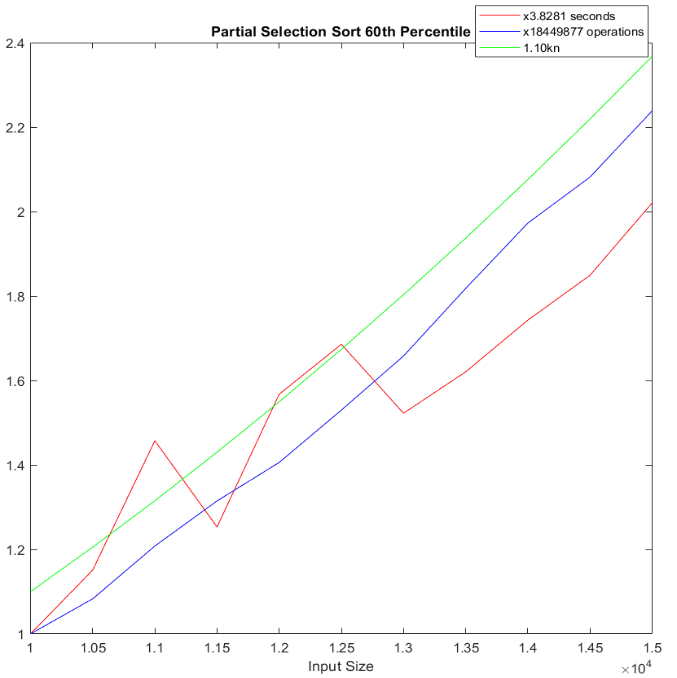 Partial Selection Sort 60th Percentile
x3.8281 seconds
x18449877 operations
1.10kn
2.4
2.2
2
1.8
1.6
1.4
1.2
1
1 1.05 1.1 1.15 1.2 1.25 1.3 1.35 1.4 1.45 1.5
×10^4
Input Size